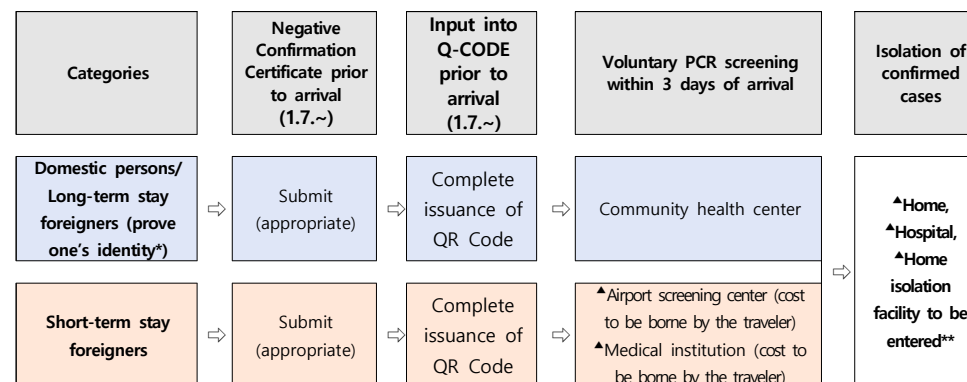 Categories
Negative
Confirmation
Certificate prior
to arrival
(1.7.~)
Input into
Q-CODE
prior to
arrival
(1.7.~)
Voluntary PCR screening
within 3 days of arrival
Isolation of
confirmed
cases
Domestic persons/
Long-term stay
foreigners (prove
one's identity*)
⇨
Submit
(appropriate)
⇨
Complete
issuance of
QR Code
⇨
Community health center
Short-term stay
foreigners
⇨
Submit
(appropriate)
⇨
Complete
issuance of
QR Code
⇨
▲Airport screening center (cost
to be borne by the traveler)
▲Medical institution (cost to
be borne by the traveler)
⇨
▲Home,
▲Hospital,
▲Home
isolation
facility to be
entered**